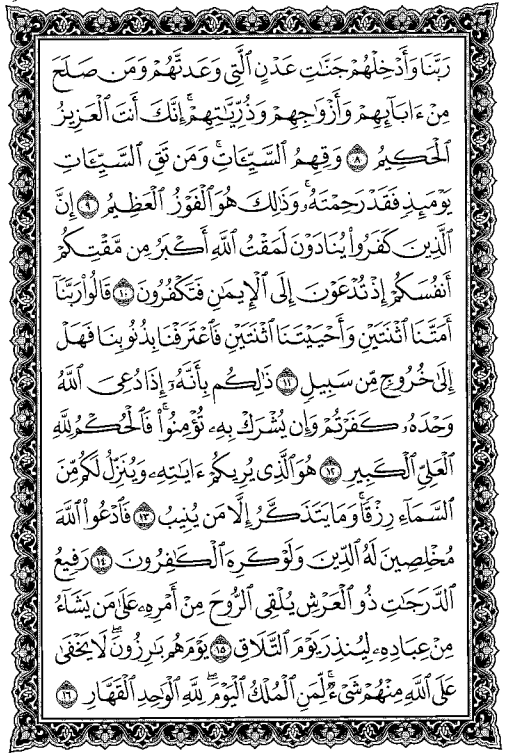 رَبَّنَا وَأَدْخِلْهُمْ جَنَّٰتِ عَدْنٍ ٱلَّتِى وَعَدتَّهُمْ وَمَن صَلَحَ
مِنْ ءَابَآئِهِمْ وَأَزْوَٰجِهِمْ وَذُرِّيَّٰتِهِمْ ۚ إِنَّكَ أَنتَ ٱلْعَزِيزُ
ٱلْحَكِيمُ ٨ وَقِهِمُ ٱلسَّيِّـَٔاتِ ۚ وَمَن تَقِ ٱلسَّيِّـَٔاتِ
يَوْمَئِذٍ فَقَدْ رَحِمْتَهُۥ ۚ وَذَٰلِكَ هُوَ ٱلْفَوْزُ ٱلْعَظِيمُ ٩ إِنَّ
ٱلَّذِينَ كَفَرُوا۟ يُنَادَوْنَ لَمَقْتُ ٱللَّهِ أَكْبَرُ مِن مَّقْتِكُمْ
أَنفُسَكُمْ إِذْ تُدْعَوْنَ إِلَى ٱلْإِيمَٰنِ فَتَكْفُرُونَ ١٠ قَالُوا۟ رَبَّنَآ
أَمَتَّنَا ٱثْنَتَيْنِ وَأَحْيَيْتَنَا ٱثْنَتَيْنِ فَٱعْتَرَفْنَا بِذُنُوبِنَا فَهَلْ
إِلَىٰ خُرُوجٍ مِّن سَبِيلٍ ١١ ذَٰلِكُم بِأَنَّهُۥٓ إِذَا دُعِىَ ٱللَّهُ
وَحْدَهُۥ كَفَرْتُمْ ۖ وَإِن يُشْرَكْ بِهِۦ تُؤْمِنُوا۟ ۚ فَٱلْحُكْمُ لِلَّهِ
ٱلْعَلِىِّ ٱلْكَبِيرِ ١٢ هُوَ ٱلَّذِى يُرِيكُمْ ءَايَٰتِهِۦ وَيُنَزِّلُ لَكُم مِّنَ
ٱلسَّمَآءِ رِزْقًا ۚ وَمَا يَتَذَكَّرُ إِلَّا مَن يُنِيبُ ١٣ فَٱدْعُوا۟ ٱللَّهَ
مُخْلِصِينَ لَهُ ٱلدِّينَ وَلَوْ كَرِهَ ٱلْكَٰفِرُونَ ١٤ رَفِيعُ
ٱلدَّرَجَٰتِ ذُو ٱلْعَرْشِ يُلْقِى ٱلرُّوحَ مِنْ أَمْرِهِۦ عَلَىٰ مَن يَشَآءُ
مِنْ عِبَادِهِۦ لِيُنذِرَ يَوْمَ ٱلتَّلَاقِ ١٥ يَوْمَ هُم بَٰرِزُونَ ۖ لَا يَخْفَىٰ
عَلَى ٱللَّهِ مِنْهُمْ شَىْءٌ ۚ لِّمَنِ ٱلْمُلْكُ ٱلْيَوْمَ ۖ لِلَّهِ ٱلْوَٰحِدِ ٱلْقَهَّارِ ١٦